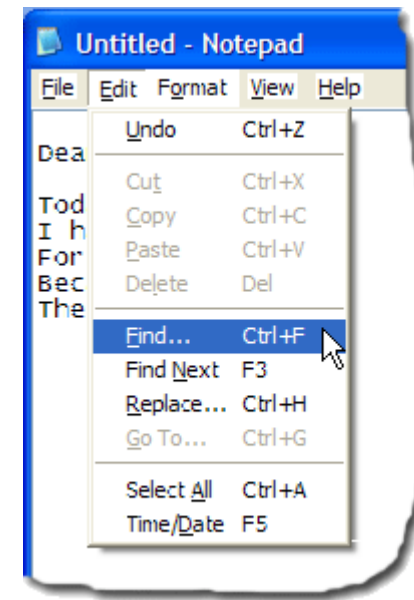 Untitled - Notepad
File Edit Format View Help
Undo Ctrl+Z
Cut Ctrl+X
Copy Ctrl+C
Paste Ctrl+V
Delete Del
Find... Ctrl+F
Find Next F3
Replace... Ctrl+H
Go To... Ctrl+G
Select All Ctrl+A
Time/Date F5
Dea
Tod
I h
For
Bec
The